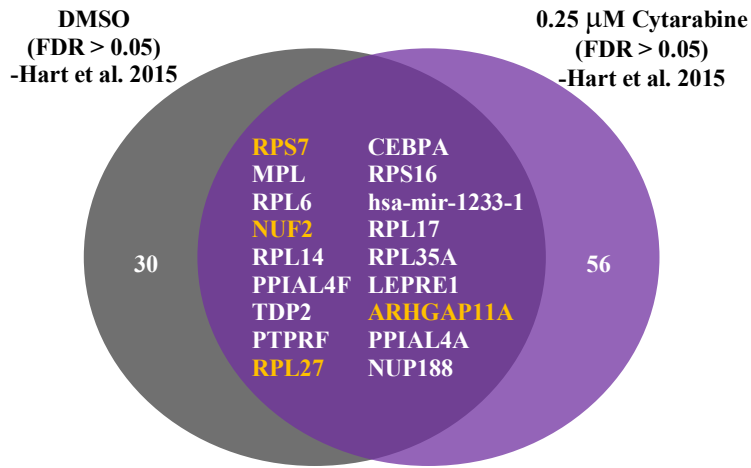 DMSO
(FDR > 0.05)
-Hart et al. 2015
0.25 μM Cytarabine
(FDR > 0.05)
-Hart et al. 2015
30
RPS7
MPL
RPL6
NUF2
RPL14
PPIAL4F
TDP2
PTPRF
RPL27
CEBPA
RPS16
hsa-mir-1233-1
RPL17
RPL35A
LEPRE1
ARHGAP11A
PPIAL4A
NUP188
56